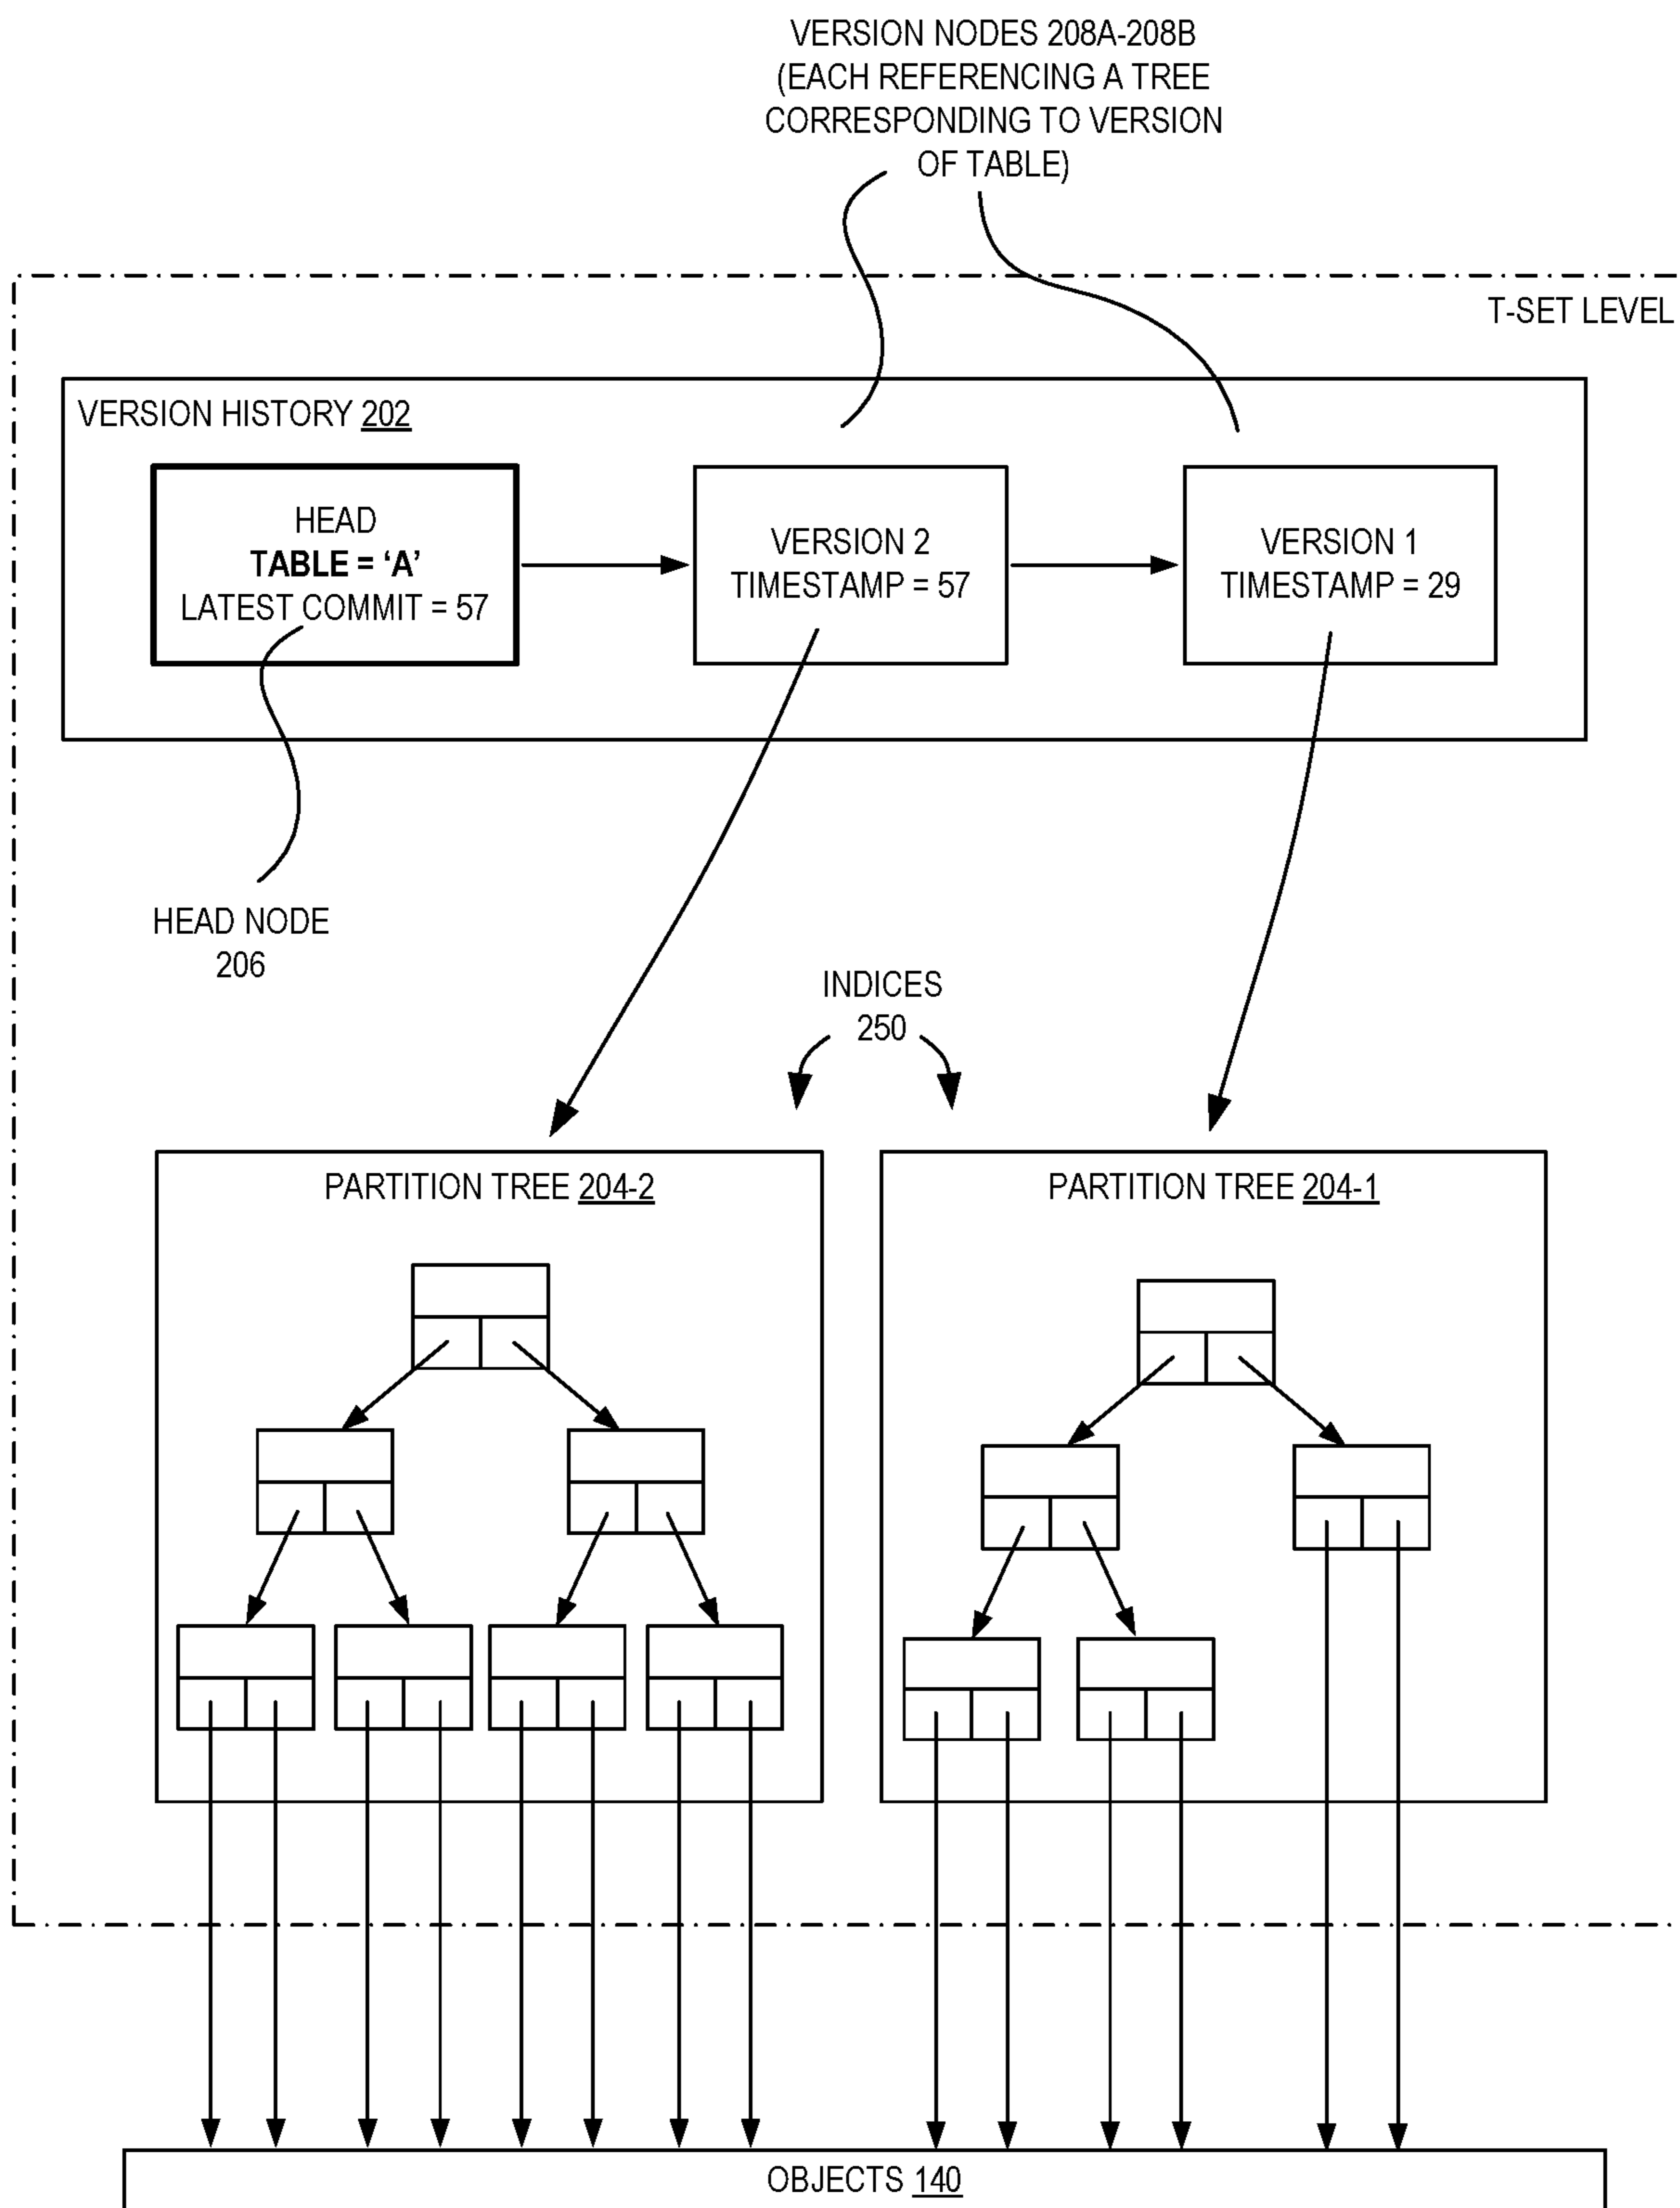 VERSION NODES 208A-208B
(EACH REFERENCING A TREE
CORRESPONDING TO VERSION
OF TABLE)
T-SET LEVEL
VERSION HISTORY 202
HEAD
TABLE = ‘A’
LATEST COMMIT = 57
VERSION 2
TIMESTAMP = 57
VERSION 1
TIMESTAMP = 29
HEAD NODE
206
INDICES
250
PARTITION TREE 204-2
PARTITION TREE 204-1
OBJECTS 140